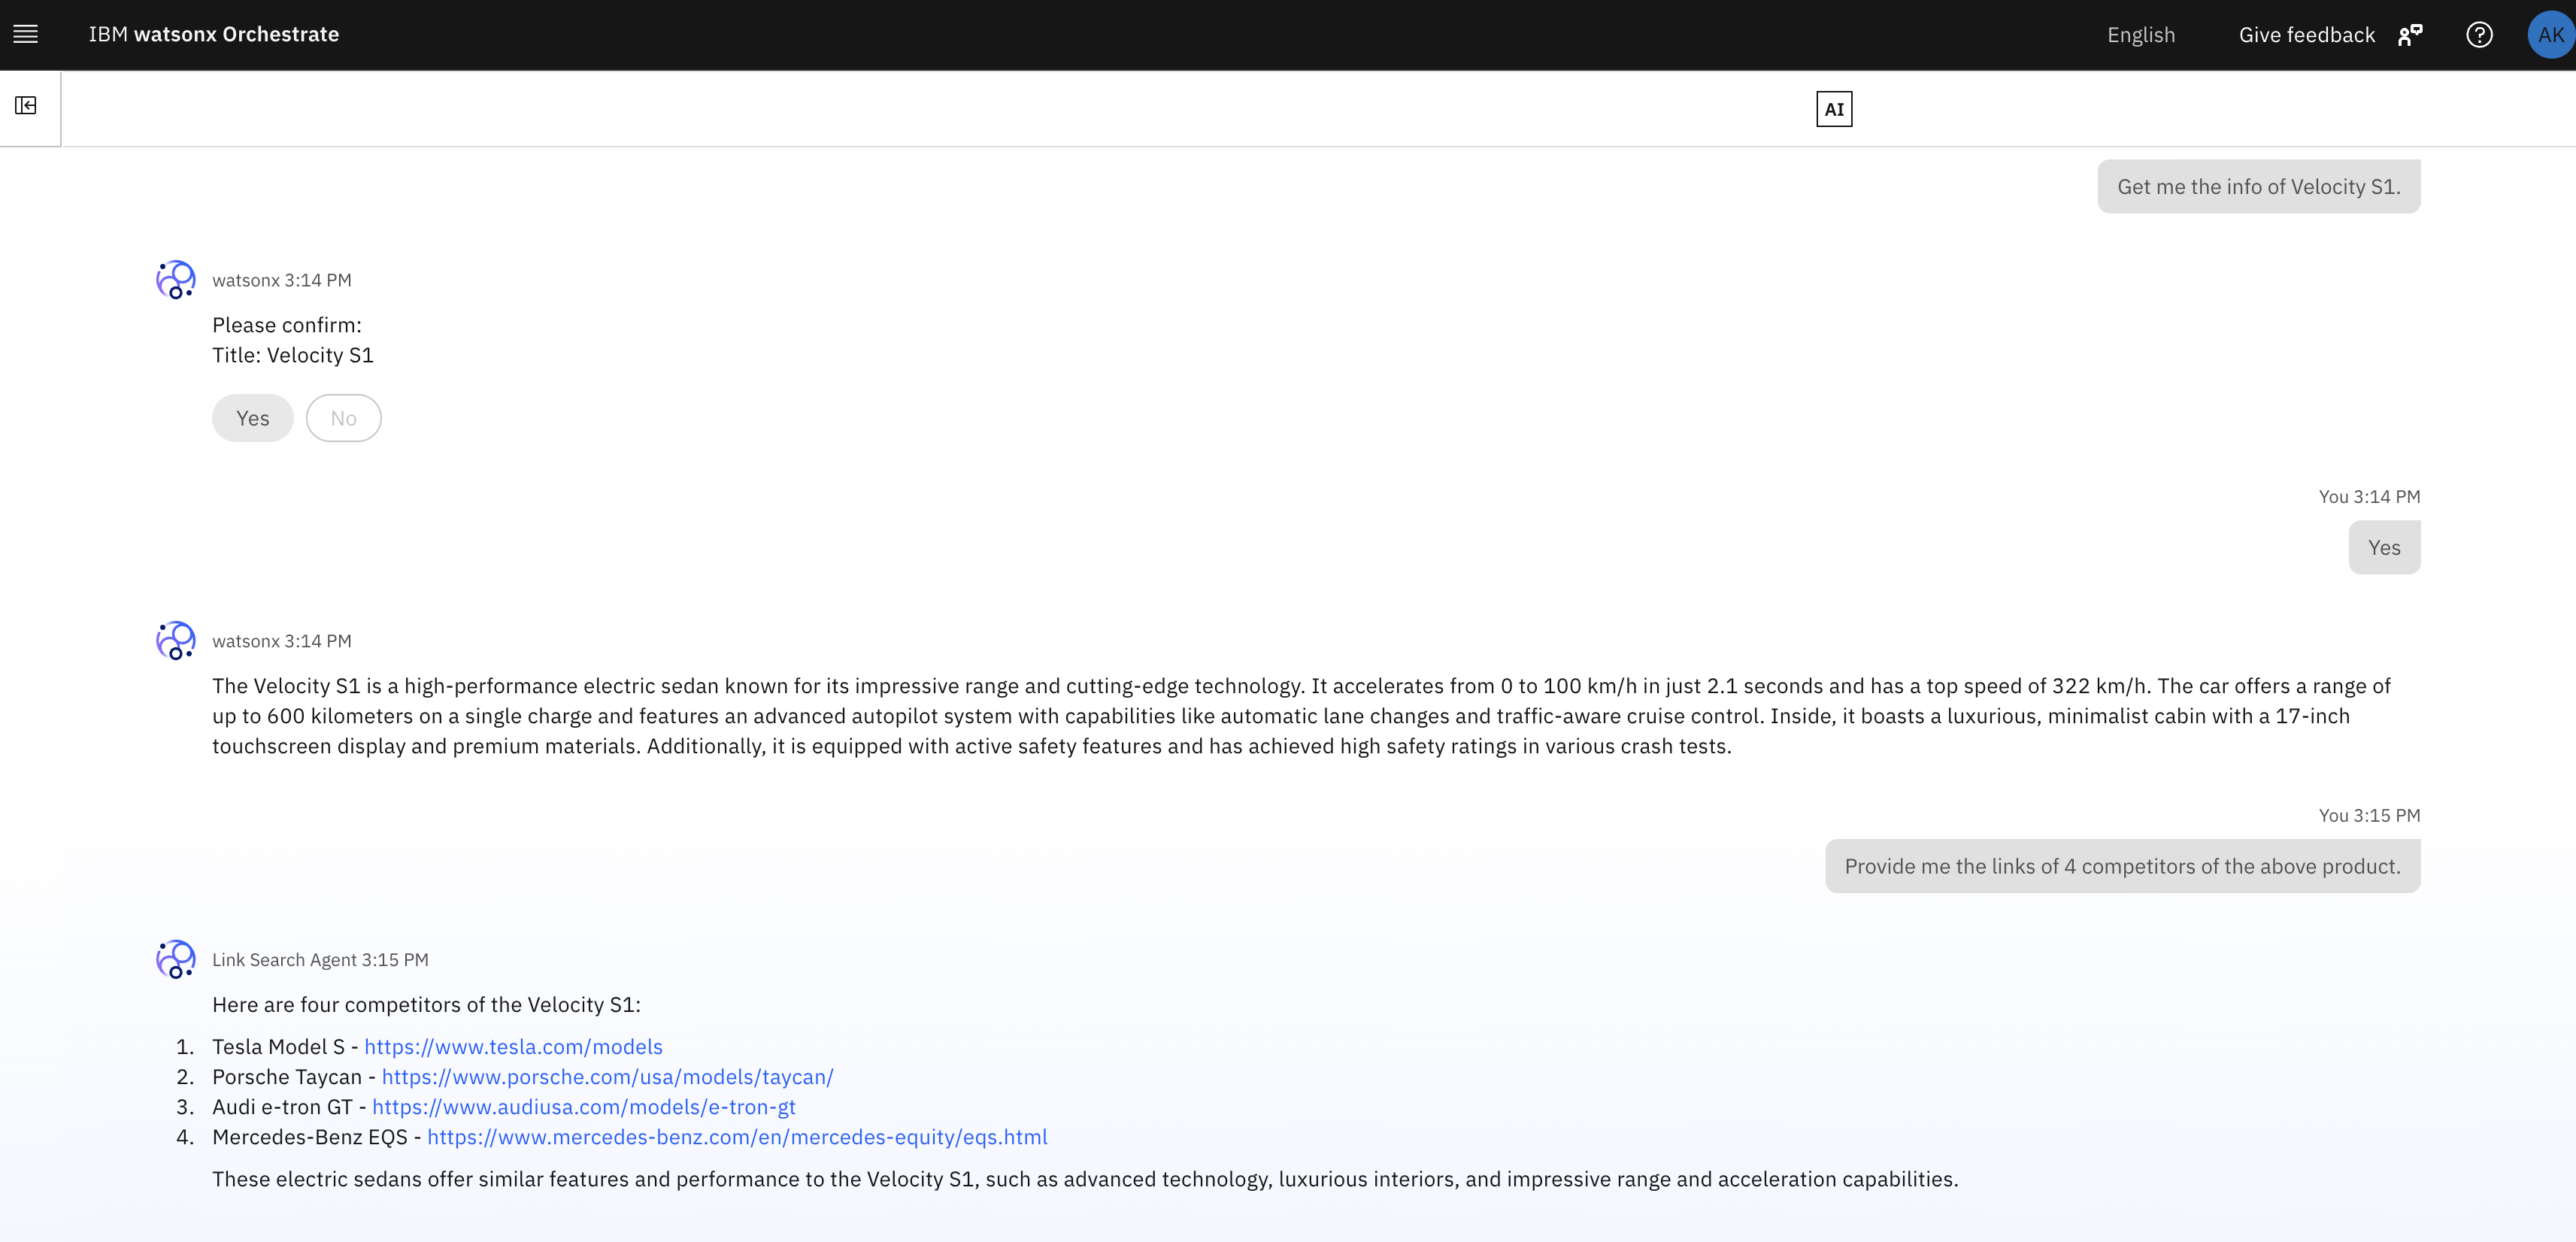 IBM watsonx Orchestrate
English
Give feedback
AK
AI
Get me the info of Velocity S1.
watsonx 3:14 PM
Please confirm:
Title: Velocity S1
Yes
No
You 3:14 PM
Yes
watsonx 3:14 PM
The Velocity S1 is a high-performance electric sedan known for its impressive range and cutting-edge technology. It accelerates from 0 to 100 km/h in just 2.1 seconds and has a top speed of 322 km/h. The car offers a range of
up to 600 kilometers on a single charge and features an advanced autopilot system with capabilities like automatic lane changes and traffic-aware cruise control. Inside, it boasts a luxurious, minimalist cabin with a 17-inch
touchscreen display and premium materials. Additionally, it is equipped with active safety features and has achieved high safety ratings in various crash tests.
You 3:15 PM
Provide me the links of 4 competitors of the above product.
Link Search Agent 3:15 PM
Here are four competitors of the Velocity S1:
1. Tesla Model S - https://www.tesla.com/models
2. Porsche Taycan - https://www.porsche.com/usa/models/taycan/
3. Audi e-tron GT - https://www.audiusa.com/models/e-tron-gt
4. Mercedes-Benz EQS - https://www.mercedes-benz.com/en/mercedes-equity/eqs.html
These electric sedans offer similar features and performance to the Velocity S1, such as advanced technology, luxurious interiors, and impressive range and acceleration capabilities.